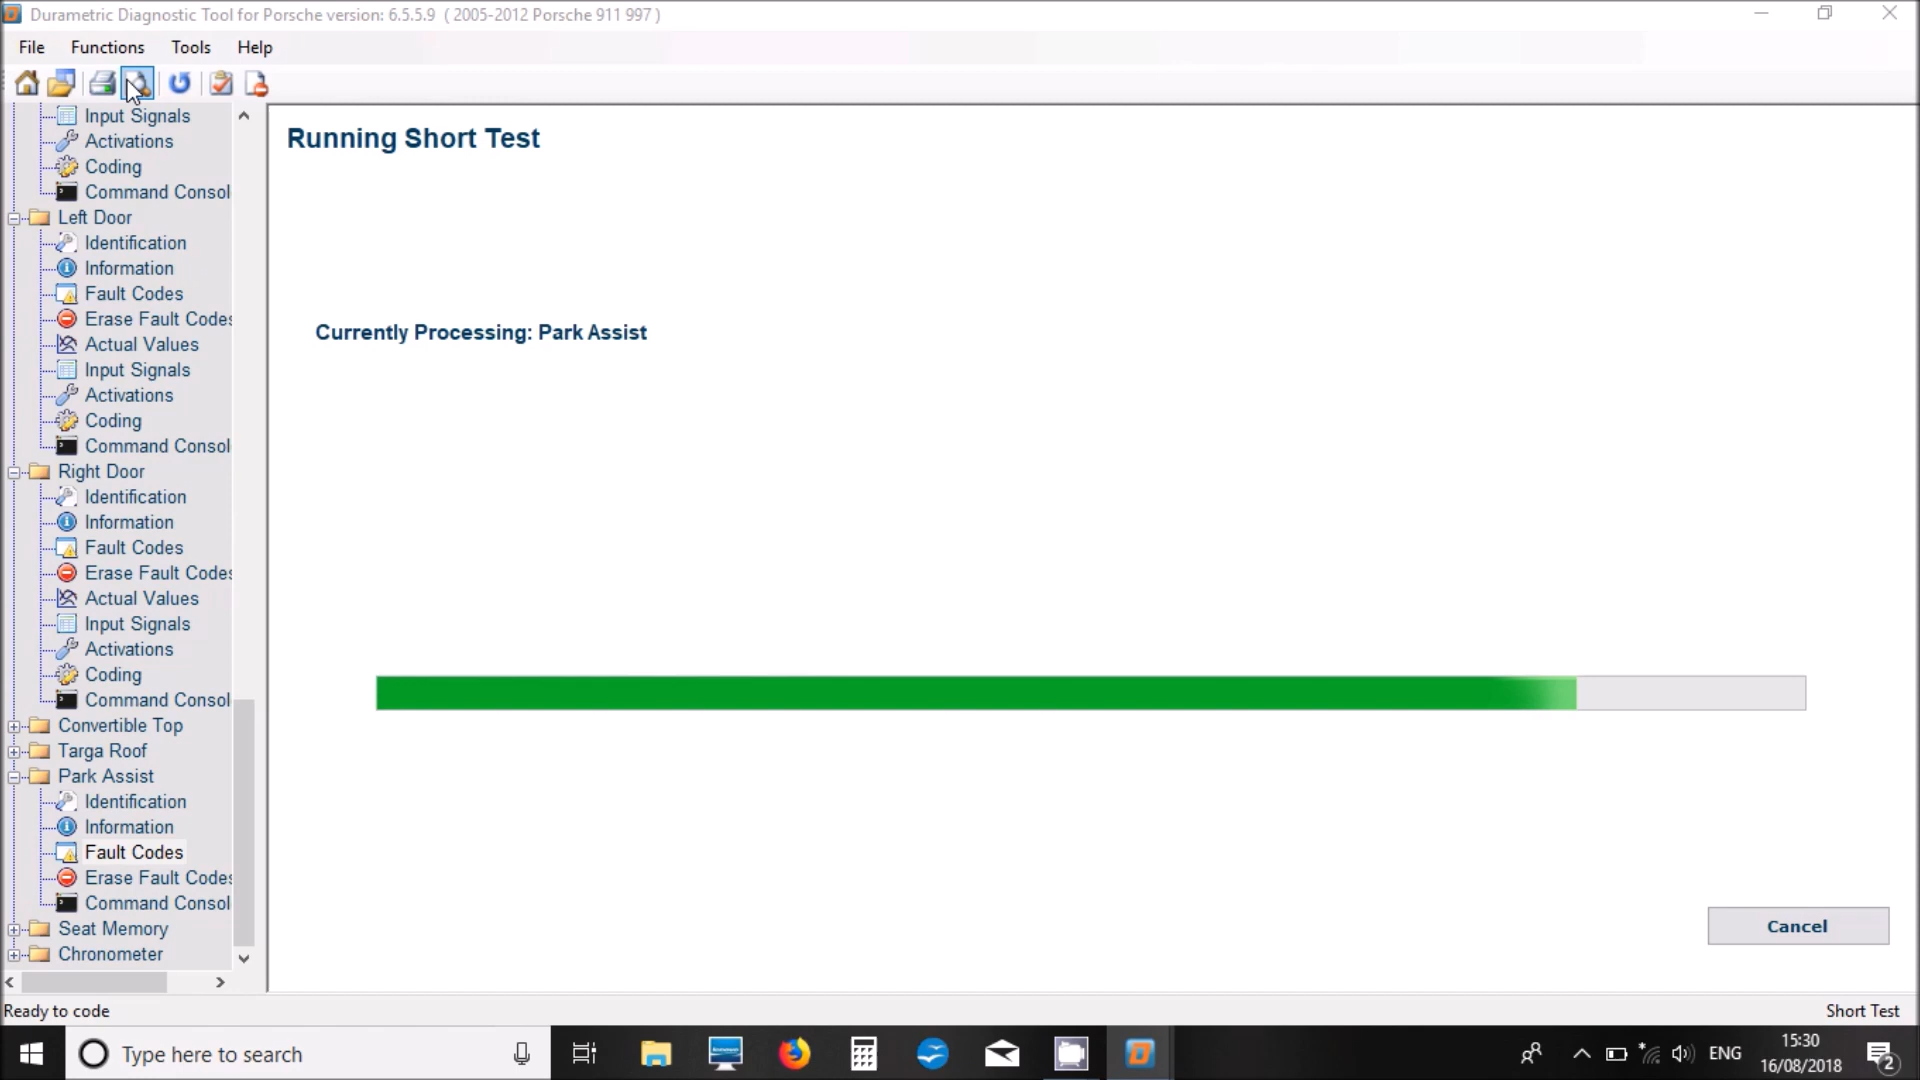 Durametric Diagnostic Tool for Porsche version: 6.5.5.9 ( 2005-2012 Porsche 911 997 )
File Functions Tools Help
Input Signals
Activations
Coding
Command Consol
Left Door
Identification
Information
Fault Codes
Erase Fault Codes
Actual Values
Input Signals
Activations
Coding
Command Consol
Right Door
Identification
Information
Fault Codes
Erase Fault Codes
Actual Values
Input Signals
Activations
Coding
Command Consol
Convertible Top
Targa Roof
Park Assist
Identification
Information
Fault Codes
Erase Fault Codes
Command Consol
Seat Memory
Chronometer
Running Short Test
Currently Processing: Park Assist
Cancel
Ready to code
Short Test
Type here to search
ENG
15:30
16/08/2018
2